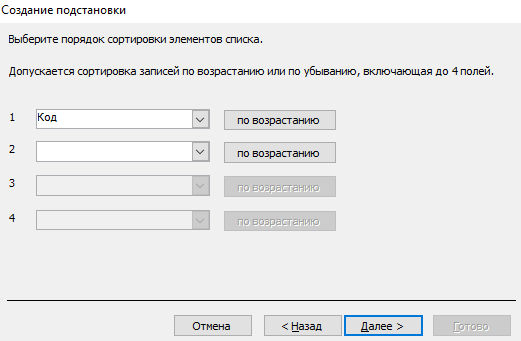 Создание подстановки
Выберите порядок сортировки элементов списка.
Допускается сортировка записей по возрастанию или по убыванию, включающая до 4 полей.
1 Код по возрастанию
2 по возрастанию
3 по возрастанию
4 по возрастанию
Отмена < Назад Далее > Готово